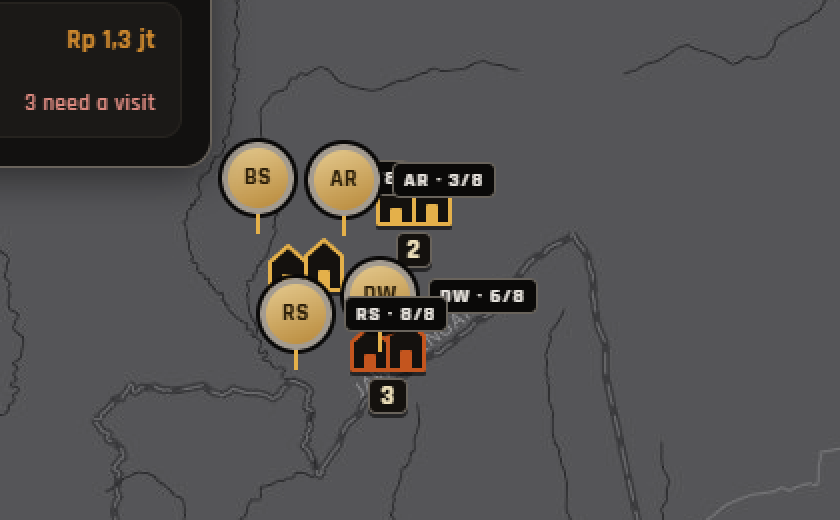 Rp 1,3 jt
3 need a visit
BS
AR
AR · 3/8
2
DW
DW · 6/8
RS
RS · 8/8
3